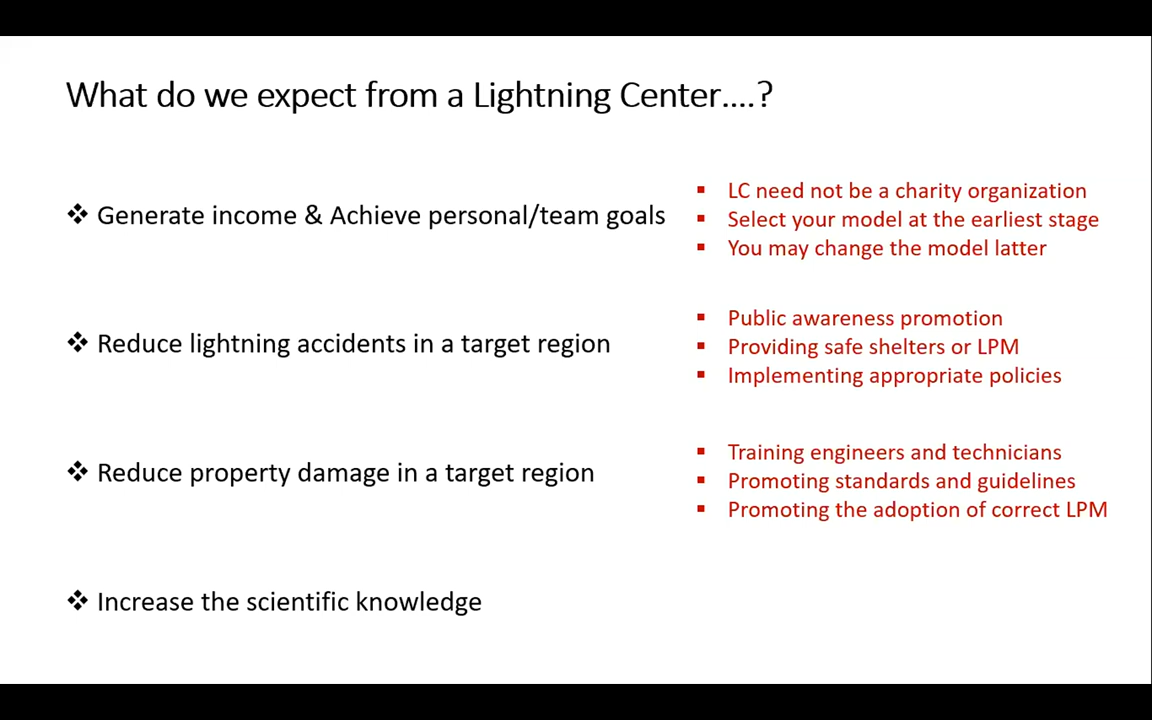 What do we expect from a Lightning Center....?
❖ Generate income & Achieve personal/team goals
▪ LC need not be a charity organization
▪ Select your model at the earliest stage
▪ You may change the model latter
❖ Reduce lightning accidents in a target region
▪ Public awareness promotion
▪ Providing safe shelters or LPM
▪ Implementing appropriate policies
❖ Reduce property damage in a target region
▪ Training engineers and technicians
▪ Promoting standards and guidelines
▪ Promoting the adoption of correct LPM
❖ Increase the scientific knowledge